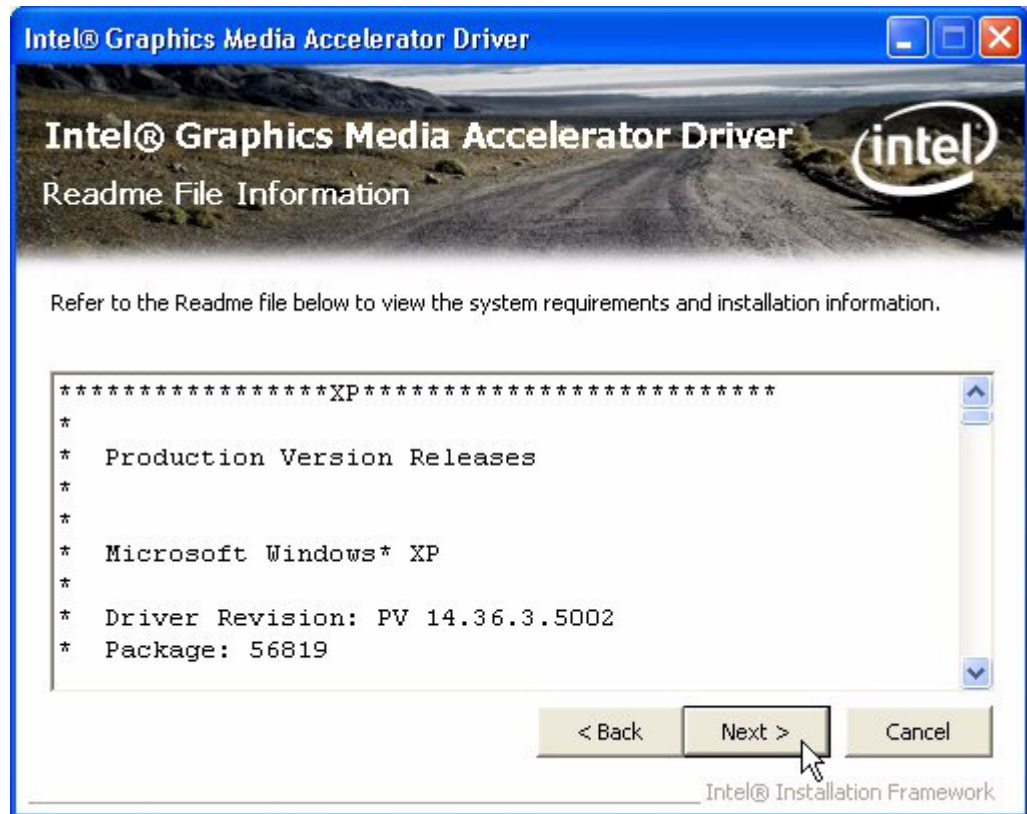 Intel® Graphics Media Accelerator Driver
Intel® Graphics Media Accelerator Driver
intel
Readme File Information
Refer to the Readme file below to view the system requirements and installation information.
*****************XP**************************
*
* Production Version Releases
*
*
* Microsoft Windows* XP
*
* Driver Revision: PV 14.36.3.5002
* Package: 56819
< Back Next > Cancel
Intel® Installation Framework